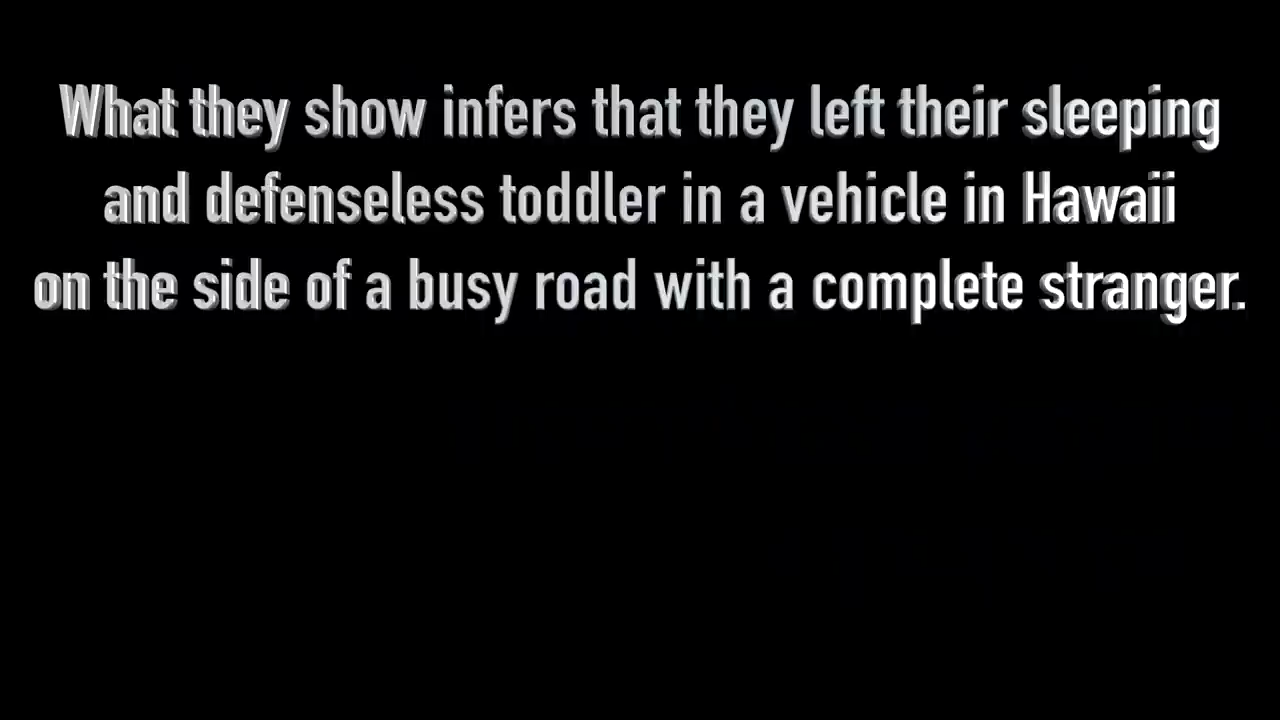 What they show infers that they left their sleeping
and defenseless toddler in a vehicle in Hawaii
on the side of a busy road with a complete stranger.